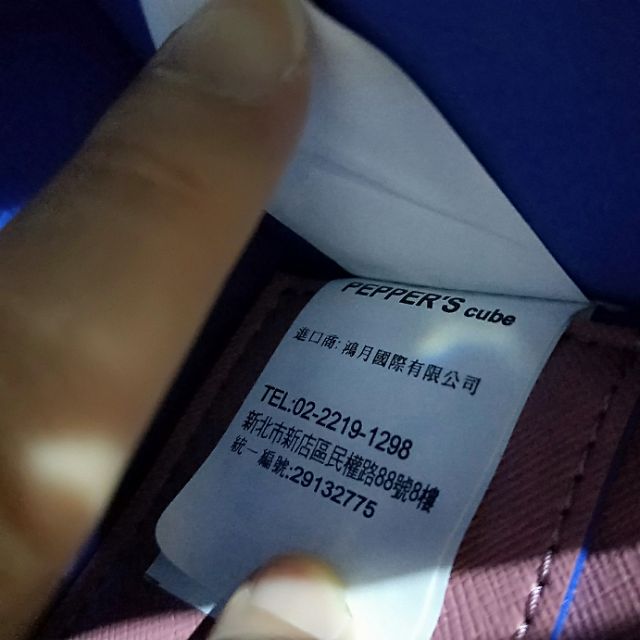 PEPPER'S cube
進口商:鴻月國際有限公司
TEL:02-2219-1298
新北市新店區民權路88號8樓
統一編號:29132775